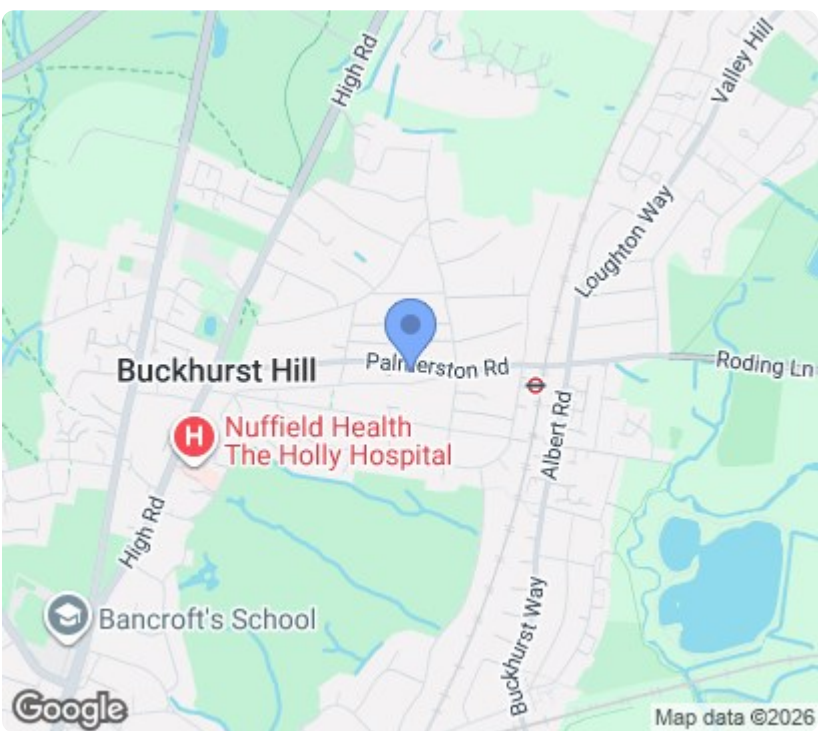 High Rd
Valley Hill
Loughton Way
Buckhurst Hill
Palmerston Rd
Roding Ln
Nuffield Health
The Holly Hospital
H
Albert Rd
High Rd
Bancroft's School
Buckhurst Way
Google
Map data ©2026